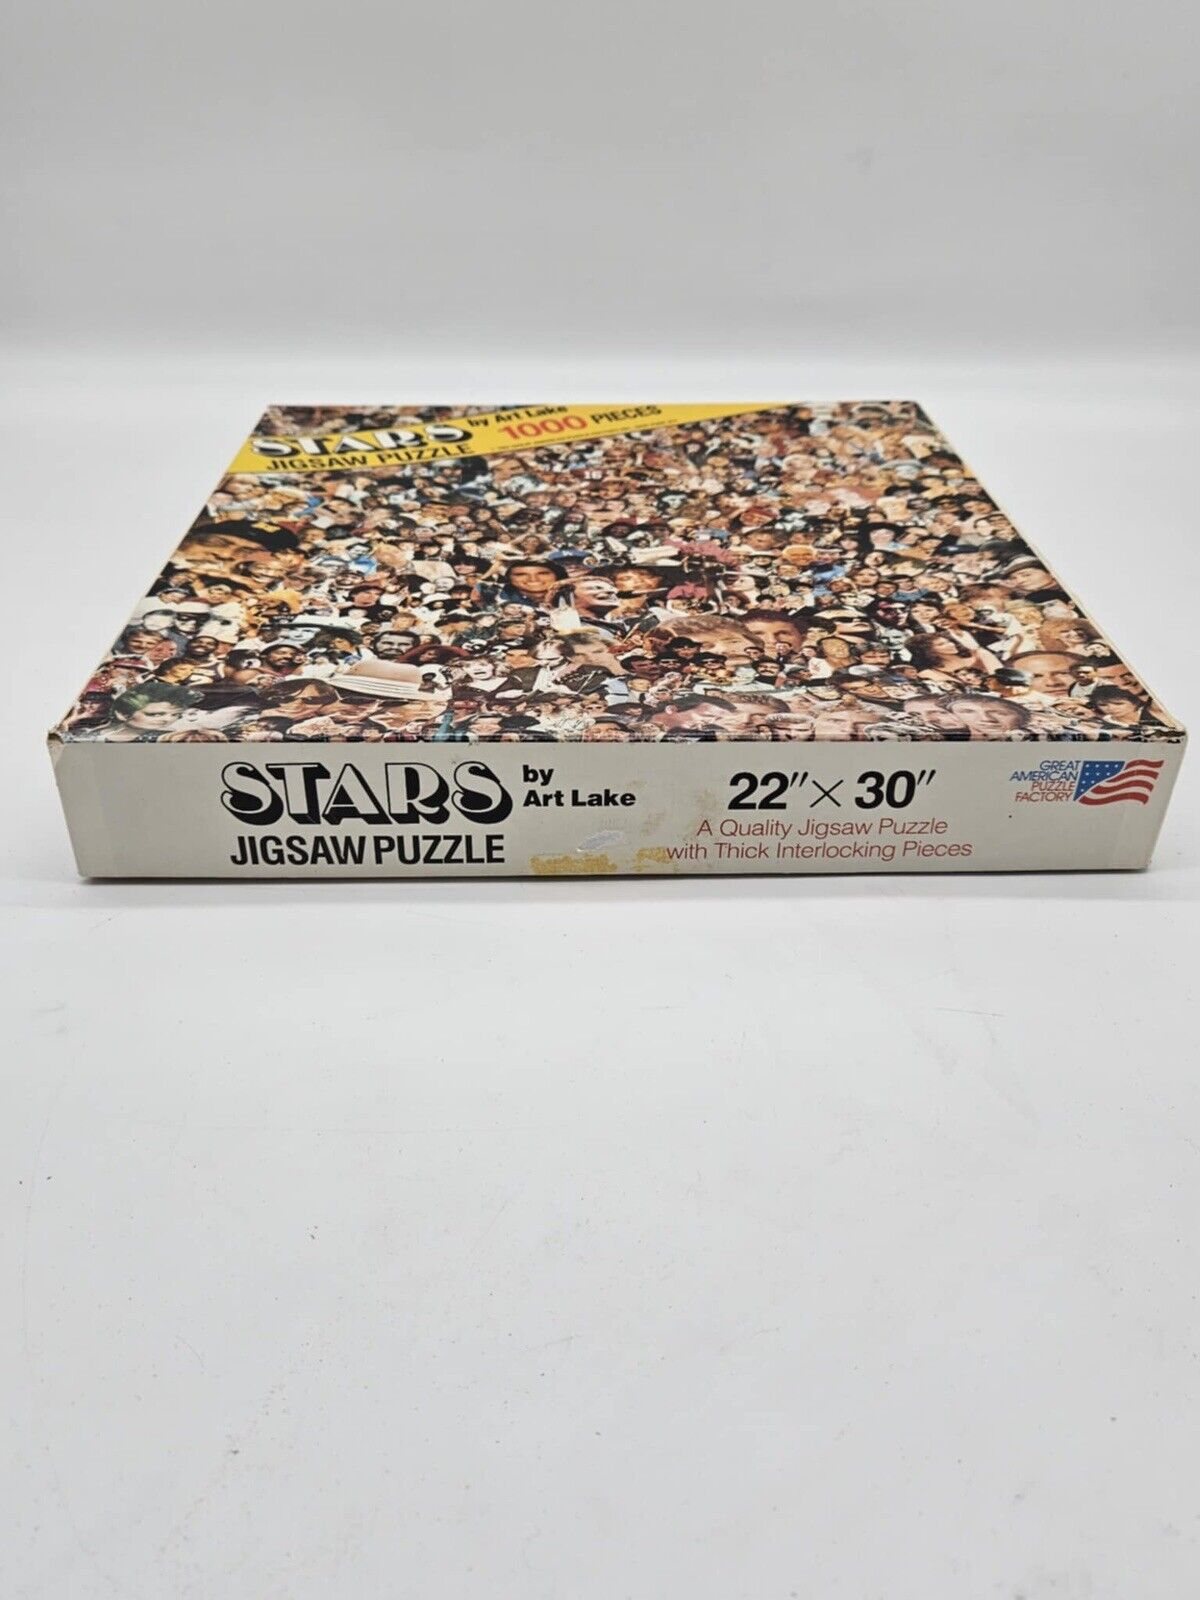 STARS by Art Lake
JIGSAW PUZZLE
1000 PIECES
STARS by
Art Lake
JIGSAW PUZZLE
22" × 30"
A Quality Jigsaw Puzzle
with Thick Interlocking Pieces
GREAT
AMERICAN
PUZZLE
FACTORY